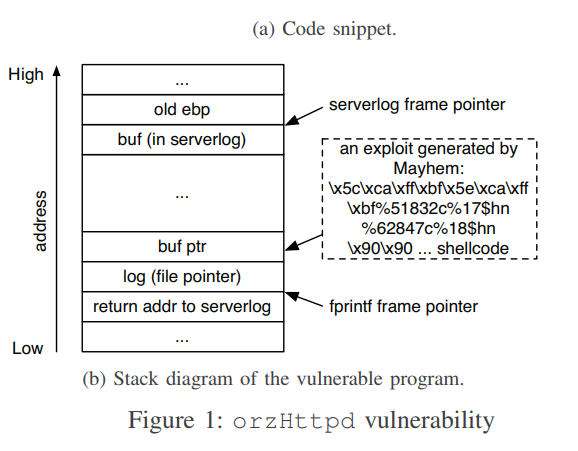 (a) Code snippet.
High
...
old ebp
serverlog frame pointer
buf (in serverlog)
an exploit generated by
Mayhem:
\x5c\xca\xff\xbf\x5e\xca\xff
\xbf%51832c%17$hn
%62847c%18$hn
\x90\x90 ... shellcode
...
address
buf ptr
log (file pointer)
return addr to serverlog
fprintf frame pointer
...
Low
(b) Stack diagram of the vulnerable program.
Figure 1: orzHttpd vulnerability